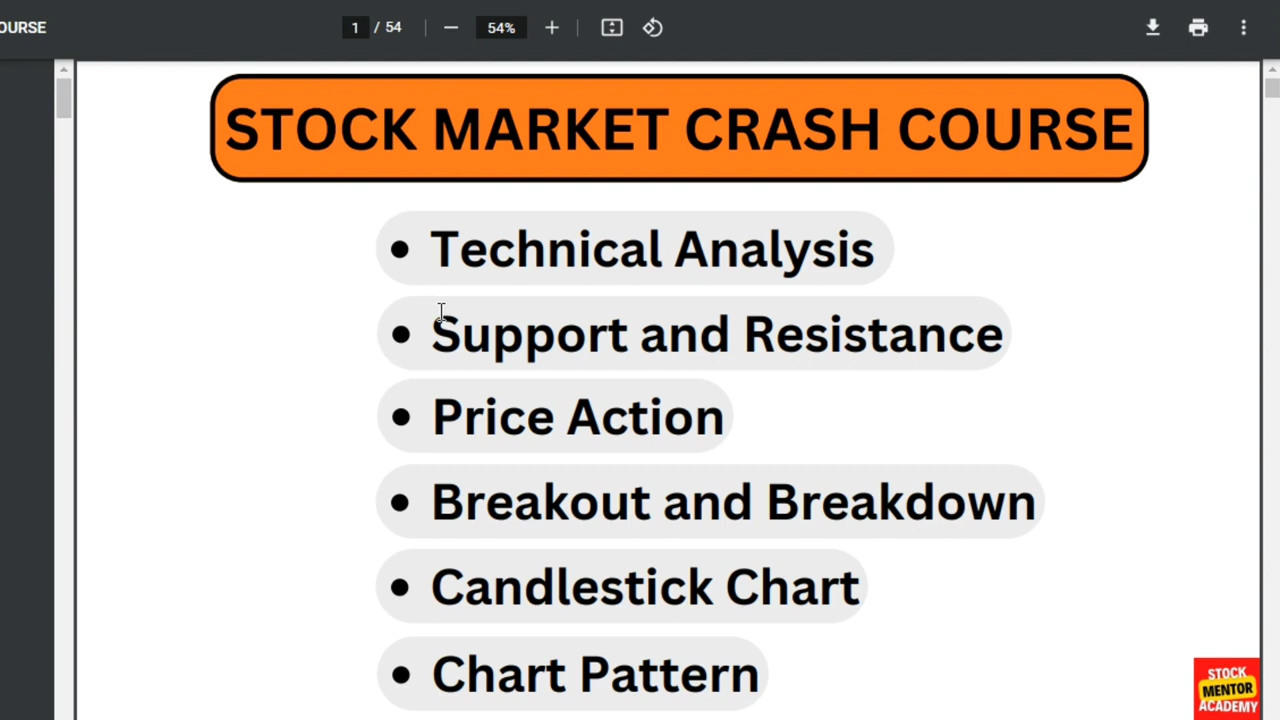 OURSE
1 / 54
54%
STOCK MARKET CRASH COURSE
• Technical Analysis
• Support and Resistance
• Price Action
• Breakout and Breakdown
• Candlestick Chart
• Chart Pattern
STOCK
MENTOR
ACADEMY